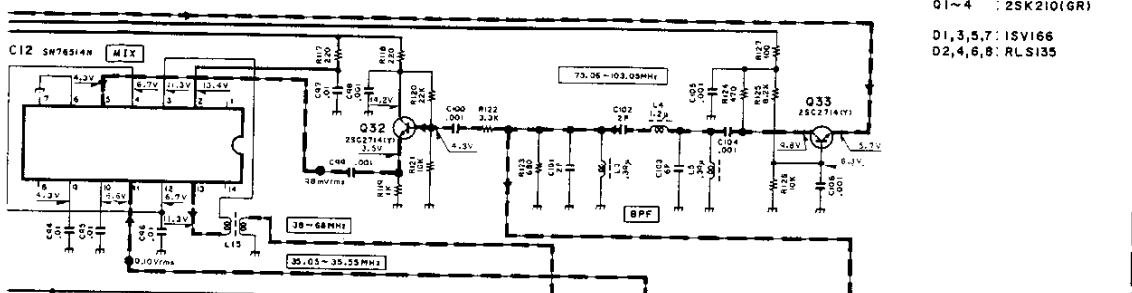 Q1~4 : 2SK210(GR)
D1,3,5,7: 1SV166
D2,4,6,8: RLS135
C12 SN76514N MIX
4.3V
6.7V
11.3V
13.4V
7 6 5 4 3 2 1
8 9 10 11 12 13 14
4.3V
6.6V
6.7V
11.3V
C94 .01
C95 .01
C96 .01
L15
0.10Vrms
38~68MHz
35.05~35.55MHz
R117 220
R118 220
C97 .01
C98 .001
14.2V
R120 22K
Q32
2SC2714(Y)
3.5V
C99 .001
98mVrms
R119 1K
R121 10K
4.3V
C100 .001
R122 3.3K
73.05~103.05MHz
R123 680
C101 2P
L3 .39μ
C102 2P
L4 1.2μ
C103 6P
L5 .39μ
C104 .001
BPF
C105 .001
R124 470
R125 8.2K
R127 100
Q33
2SC2714(Y)
9.8V
5.7V
6.3V
R126 10K
C106 .001